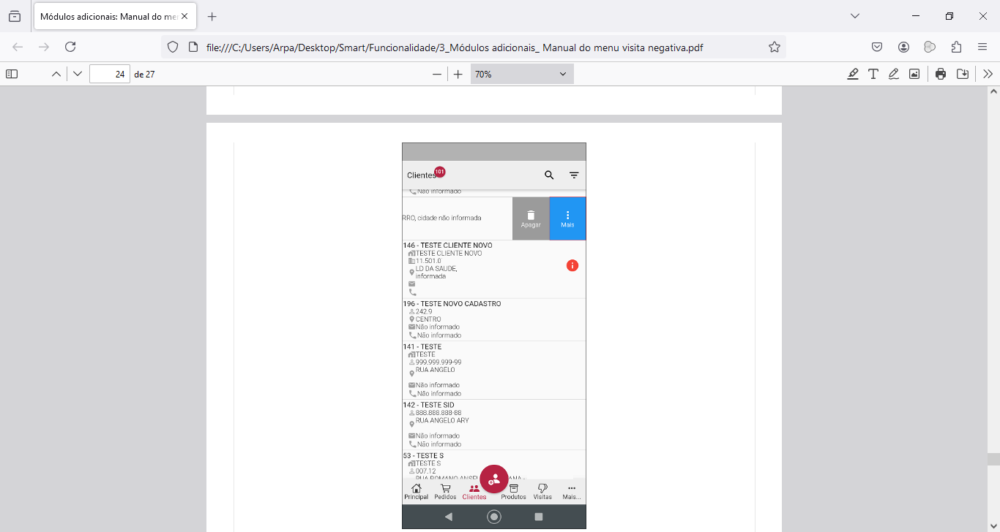 Módulos adicionais: Manual do me
file:///C:/Users/Arpa/Desktop/Smart/Funcionalidade/3_Módulos adicionais_ Manual do menu visita negativa.pdf
24 de 27
70%
Clientes 101
Não informado
RRO, cidade não informada
Apagar
Mais
146 - TESTE CLIENTE NOVO
TESTE CLIENTE NOVO
11.501.0
LD DA SAUDE,
informada
196 - TESTE NOVO CADASTRO
242.9
CENTRO
Não informado
Não informado
141 - TESTE
TESTE
999.999.999-99
RUA ANGELO
Não informado
Não informado
142 - TESTE SID
888.888.888-88
RUA ANGELO ARY
Não informado
Não informado
53 - TESTE S
TESTE S
007.12
RUA ROMANO
Principal Pedidos Clientes Produtos Visitas Mais...